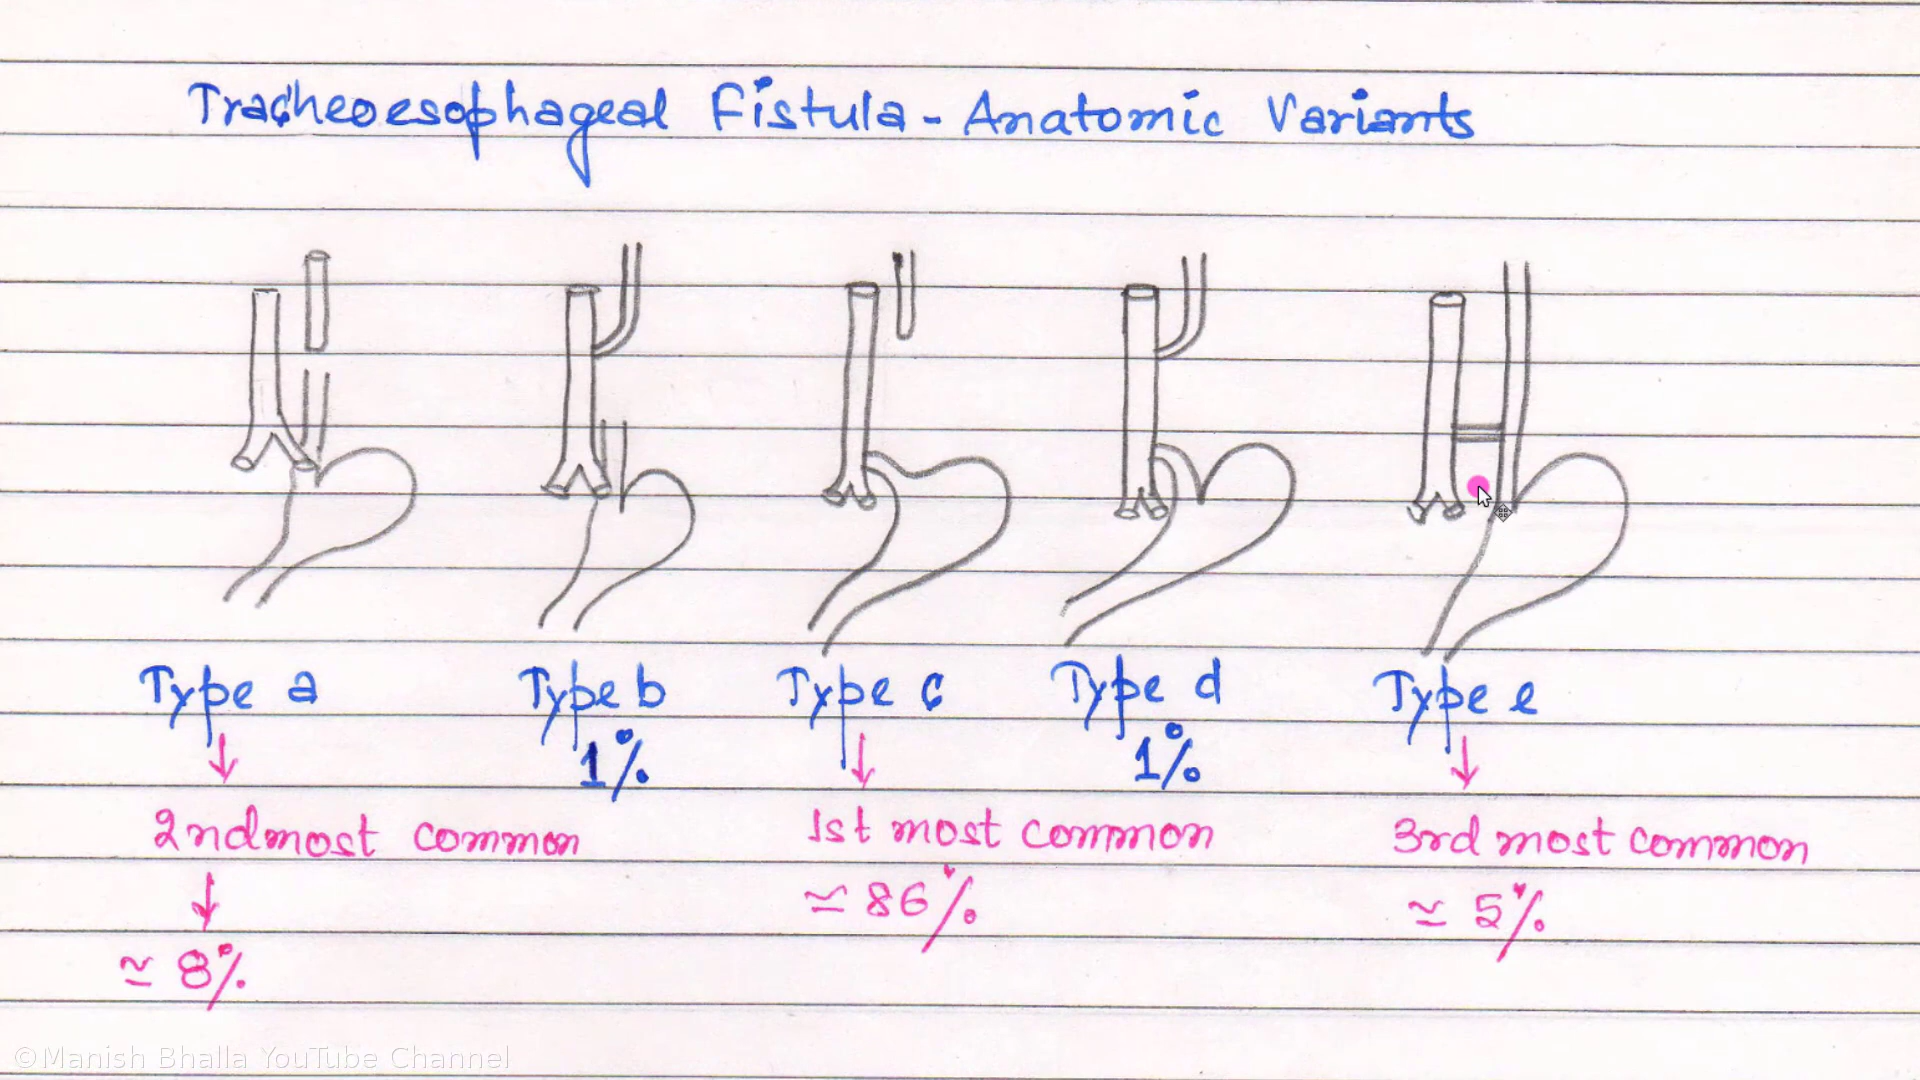 Tracheoesophageal Fistula - Anatomic Variants
Type a Type b Type c Type d Type e
↓ 1% ↓ 1% ↓
2nd most common 1st most common 3rd most common
↓ ≃ 86% ≃ 5%
≃ 8%
©Manish Bhalla YouTube Channel